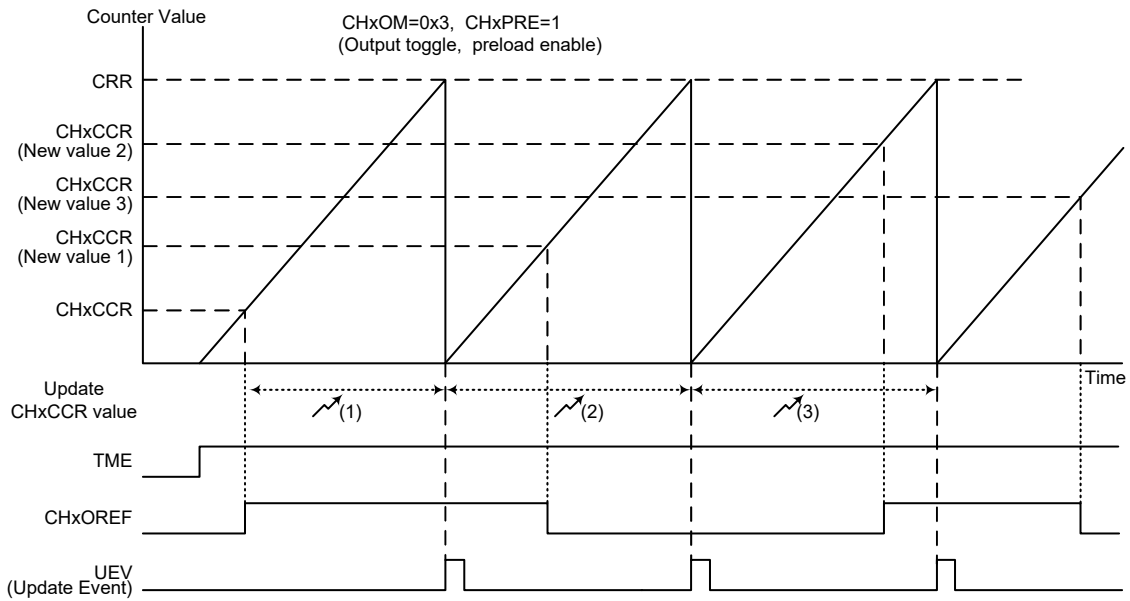 Counter Value
CHxOM=0x3, CHxPRE=1
(Output toggle, preload enable)
CRR
CHxCCR
(New value 2)
CHxCCR
(New value 3)
CHxCCR
(New value 1)
CHxCCR
Time
Update
CHxCCR value
(1)
(2)
(3)
TME
CHxOREF
UEV
(Update Event)